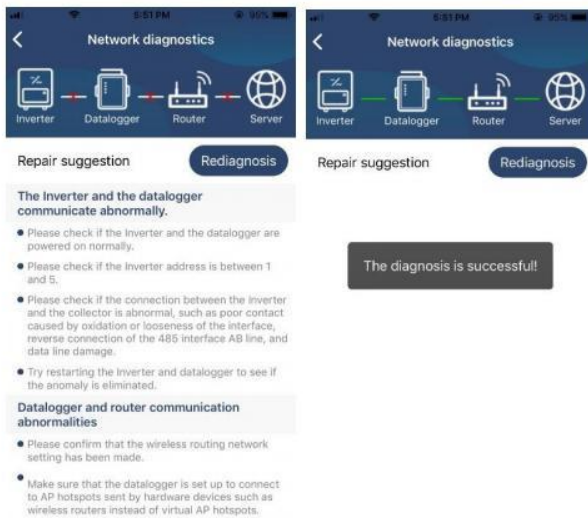 6:51 PM
95%
Network diagnostics
Inverter
Datalogger
Router
Server
Repair suggestion
Rediagnosis
The Inverter and the datalogger
communicate abnormally.
Please check if the Inverter and the datalogger are
powered on normally.
Please check if the Inverter address is between 1
and 5.
Please check if the connection between the inverter
and the collector is abnormal, such as poor contact
caused by oxidation or looseness of the interface,
reverse connection of the 485 interface AB line, and
data line damage.
Try restarting the Inverter and datalogger to see if
the anomaly is eliminated.
Datalogger and router communication
abnormalities
Please confirm that the wireless routing network
setting has been made.
Make sure that the datalogger is set up to connect
to AP hotspots sent by hardware devices such as
wireless routers instead of virtual AP hotspots.
6:51 PM
95%
Network diagnostics
Inverter
Datalogger
Router
Server
Repair suggestion
Rediagnosis
The diagnosis is successful!